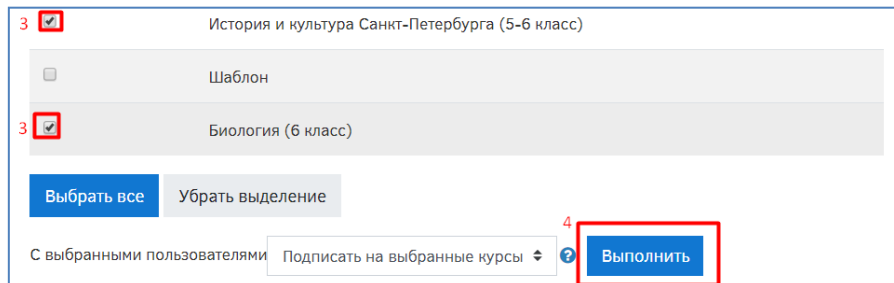 3 История и культура Санкт-Петербурга (5-6 класс)
Шаблон
3 Биология (6 класс)
Выбрать все Убрать выделение
4
С выбранными пользователями Подписать на выбранные курсы ? Выполнить